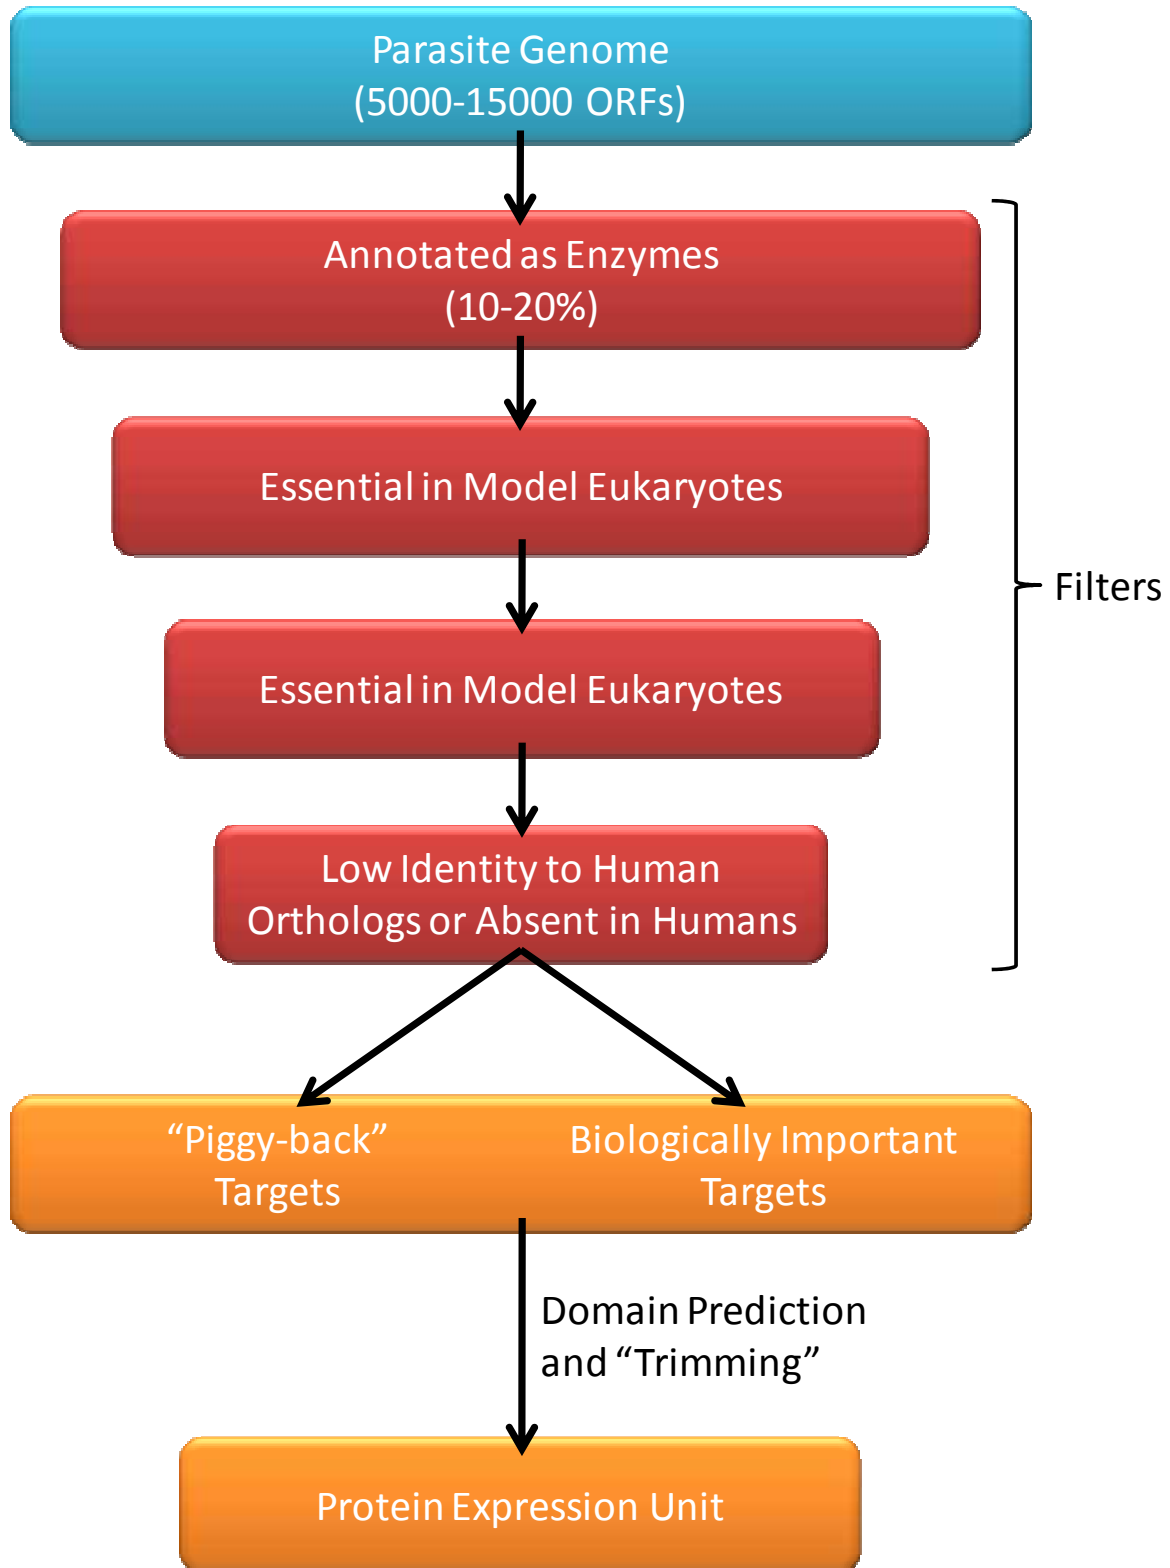 Parasite Genome
(5000-15000 ORFs)
Annotated as Enzymes
(10-20%)
Essential in Model Eukaryotes
Essential in Model Eukaryotes
Low Identity to Human
Orthologs or Absent in Humans
Filters
“Piggy-back”
Targets
Biologically Important
Targets
Domain Prediction
and “Trimming”
Protein Expression Unit